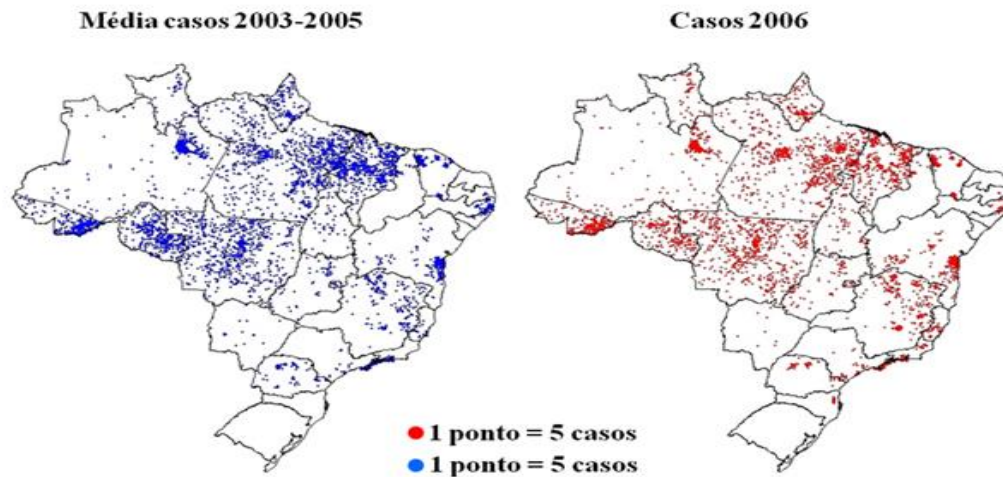 Média casos 2003-2005
Casos 2006
1 ponto = 5 casos
1 ponto = 5 casos